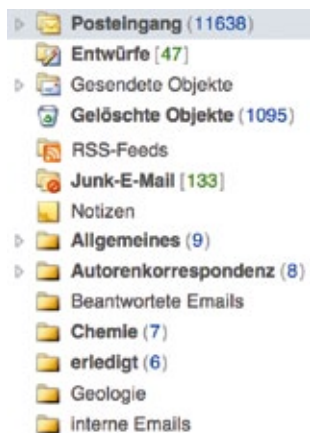 Posteingang (11638)
Entwürfe [47]
Gesendete Objekte
Gelöschte Objekte (1095)
RSS-Feeds
Junk-E-Mail [133]
Notizen
Allgemeines (9)
Autorenkorrespondenz (8)
Beantwortete Emails
Chemie (7)
erledigt (6)
Geologie
interne Emails